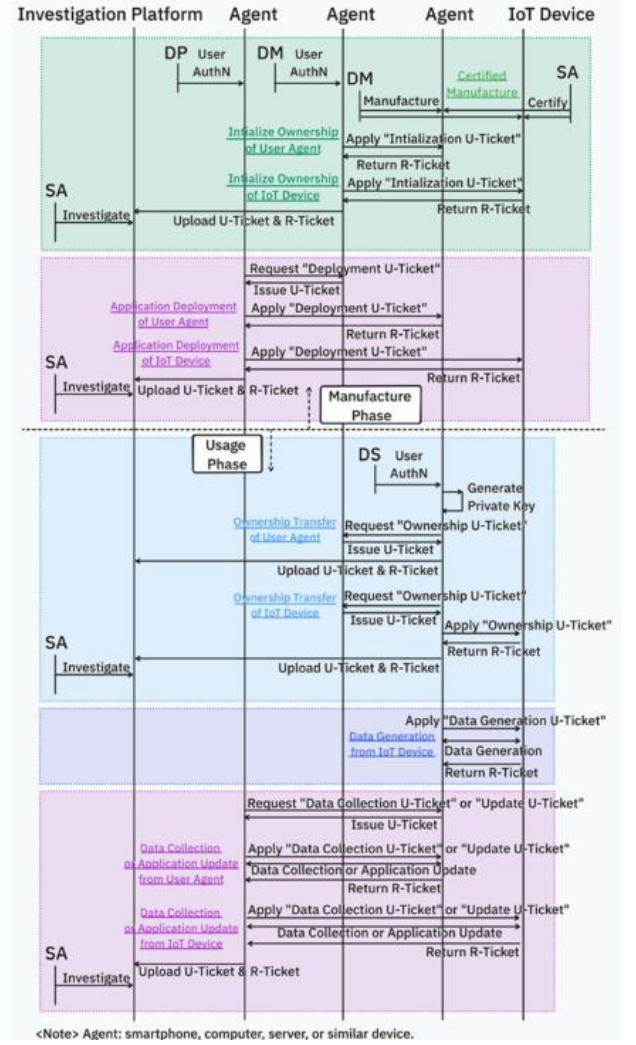 Investigation Platform Agent Agent Agent IoT Device
DP User AuthN
DM User AuthN
DM
Certified Manufacture
SA
Manufacture
Certify
Intialize Ownership of User Agent
Apply "Intialization U-Ticket"
Return R-Ticket
Intialize Ownership of IoT Device
Apply "Intialization U-Ticket"
Return R-Ticket
SA
Investigate
Upload U-Ticket & R-Ticket
Request "Deployment U-Ticket"
Issue U-Ticket
Application Deployment of User Agent
Apply "Deployment U-Ticket"
Return R-Ticket
Application Deployment of IoT Device
Apply "Deployment U-Ticket"
Return R-Ticket
SA
Investigate
Upload U-Ticket & R-Ticket
Manufacture Phase
Usage Phase
DS User AuthN
Generate Private Key
Ownership Transfer of User Agent
Request "Ownership U-Ticket"
Issue U-Ticket
Upload U-Ticket & R-Ticket
Ownership Transfer of IoT Device
Request "Ownership U-Ticket"
Issue U-Ticket
Apply "Ownership U-Ticket"
Return R-Ticket
SA
Investigate
Upload U-Ticket & R-Ticket
Apply "Data Generation U-Ticket"
Data Generation from IoT Device
Data Generation
Return R-Ticket
Request "Data Collection U-Ticket" or "Update U-Ticket"
Issue U-Ticket
Data Collection or Application Update from User Agent
Apply "Data Collection U-Ticket" or "Update U-Ticket"
Data Collection or Application Update
Return R-Ticket
Data Collection or Application Update from IoT Device
Apply "Data Collection U-Ticket" or "Update U-Ticket"
Data Collection or Application Update
Return R-Ticket
SA
Investigate
Upload U-Ticket & R-Ticket
<Note> Agent: smartphone, computer, server, or similar device.